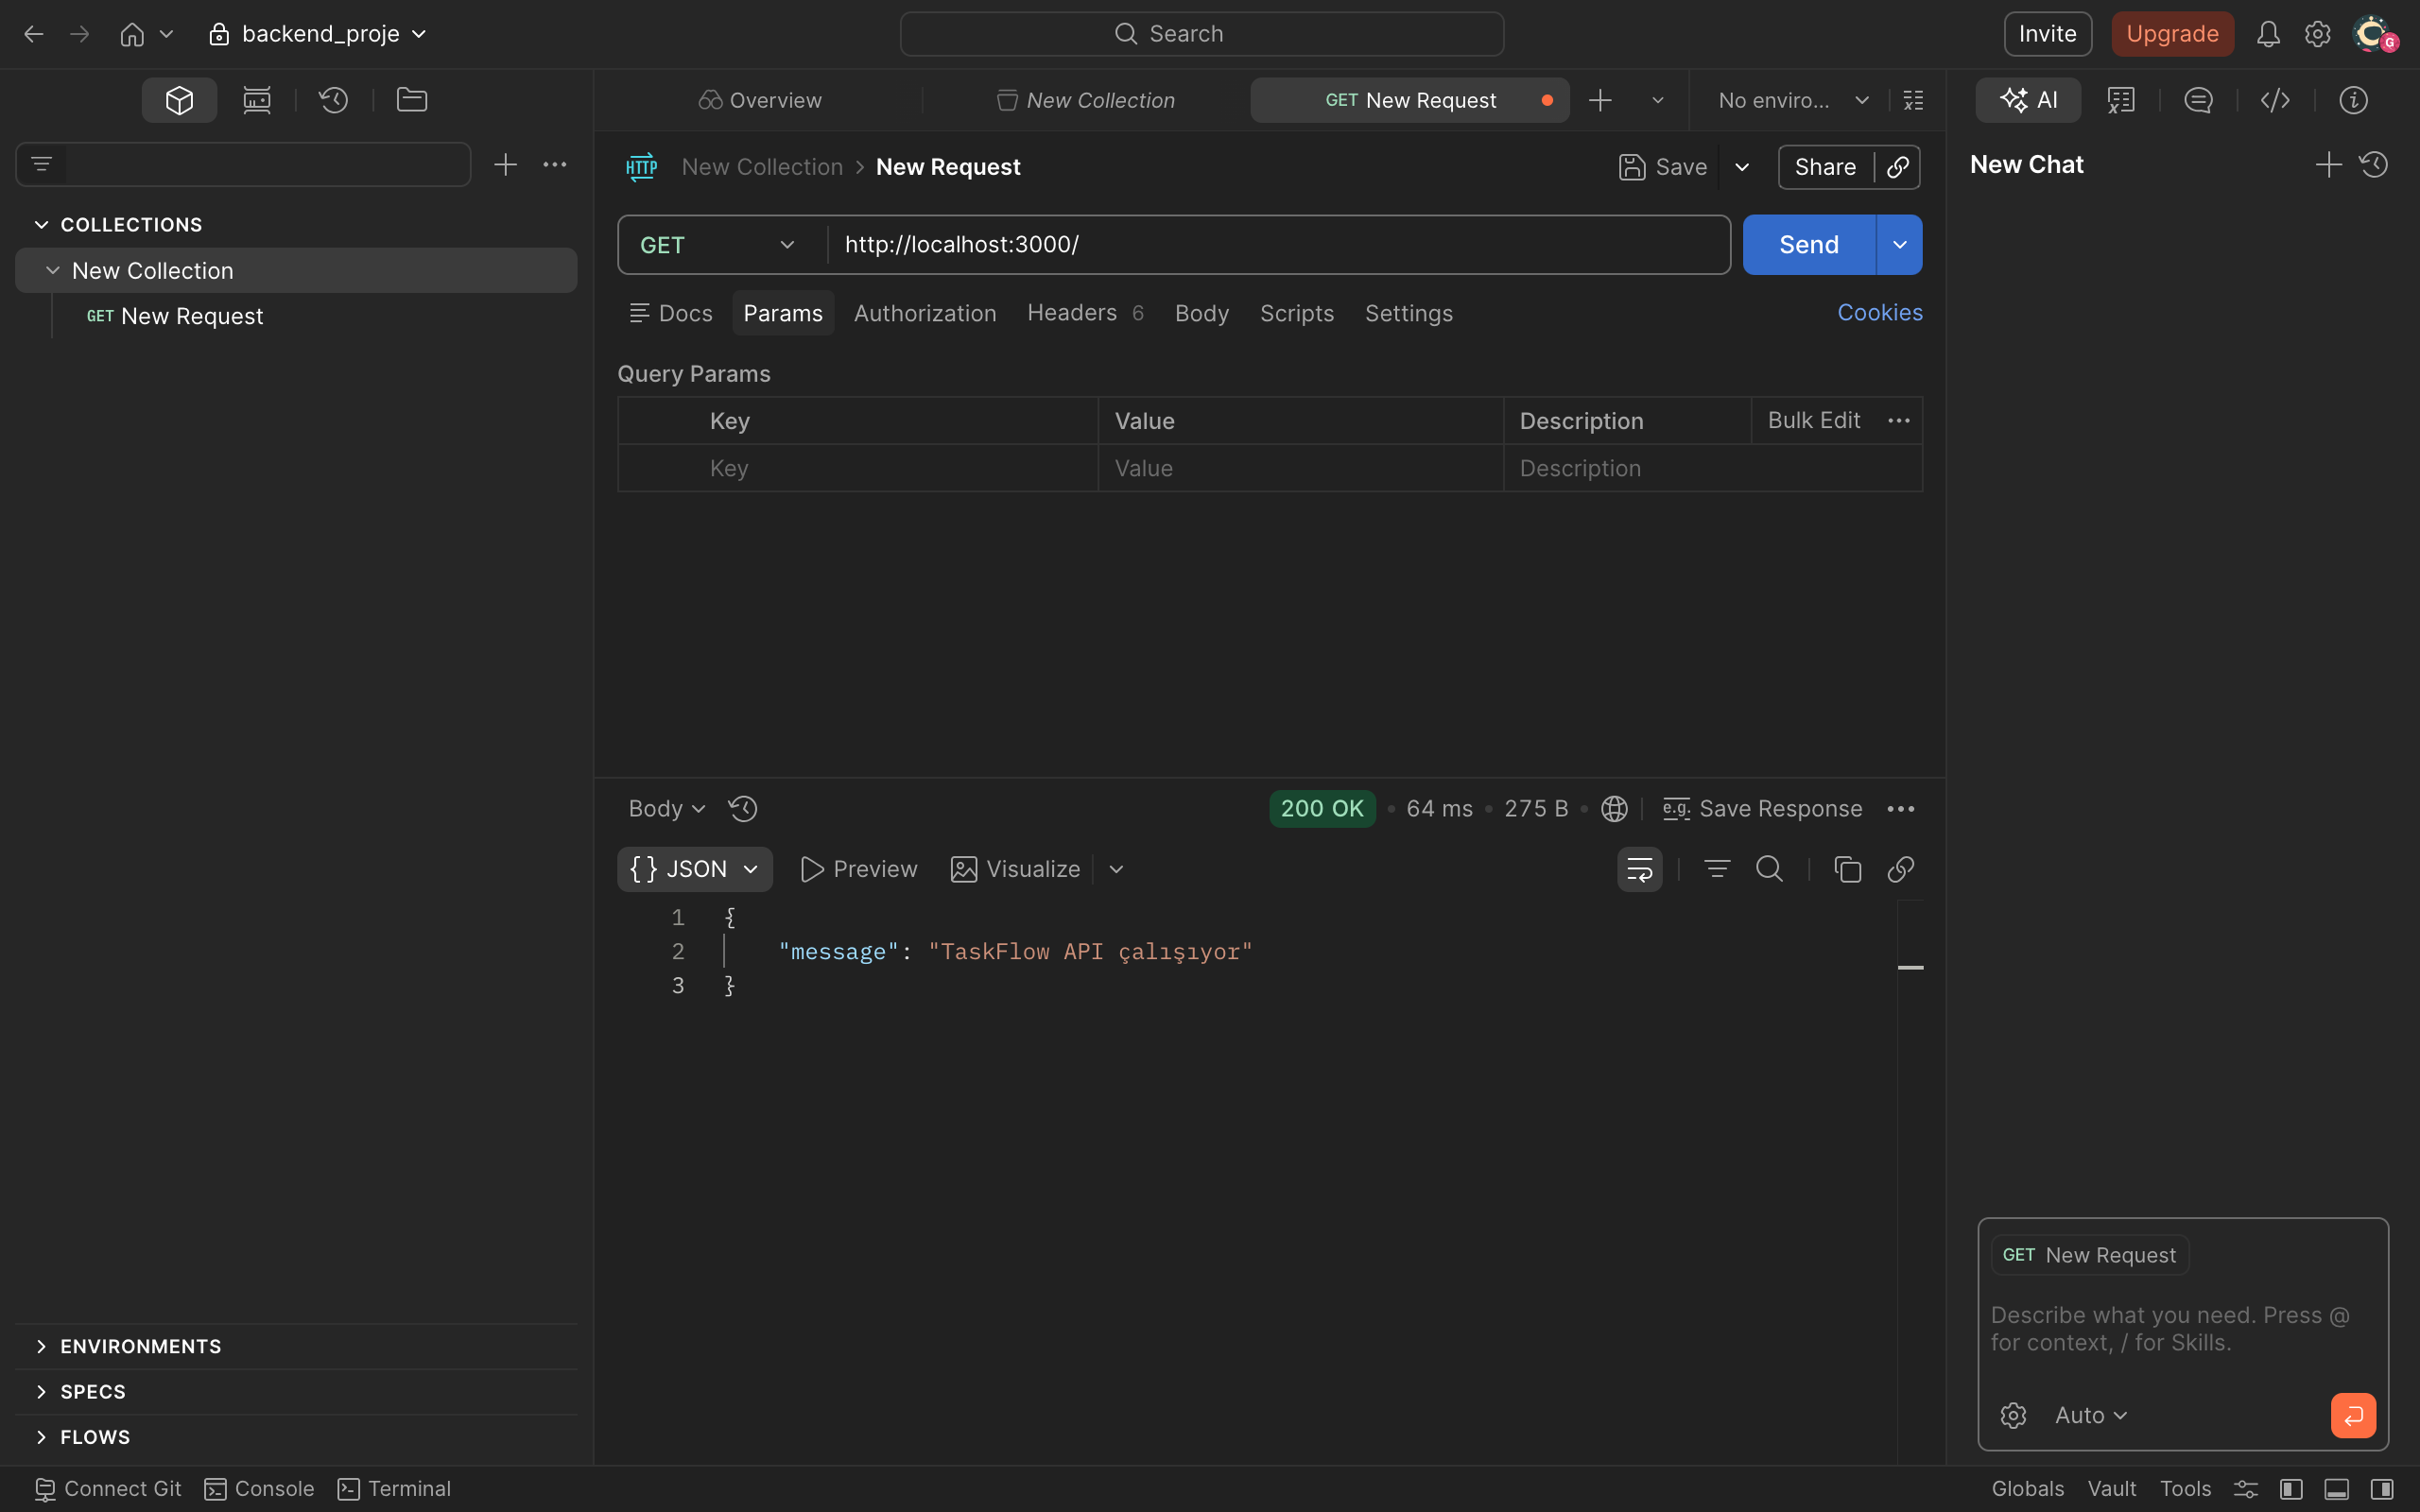 backend_proje
Search
Invite
Upgrade
G
Overview
New Collection
GET New Request
No enviro...
AI
HTTP
New Collection > New Request
Save
Share
New Chat
COLLECTIONS
New Collection
GET New Request
GET
http://localhost:3000/
Send
Docs
Params
Authorization
Headers 6
Body
Scripts
Settings
Cookies
Query Params
Key
Value
Description
Bulk Edit
Key
Value
Description
Body
200 OK
64 ms
275 B
e.g. Save Response
{} JSON
Preview
Visualize
1 {
2 "message": "TaskFlow API çalışıyor"
3 }
GET New Request
Describe what you need. Press @
for context, / for Skills.
Auto
ENVIRONMENTS
SPECS
FLOWS
Connect Git
Console
Terminal
Globals
Vault
Tools